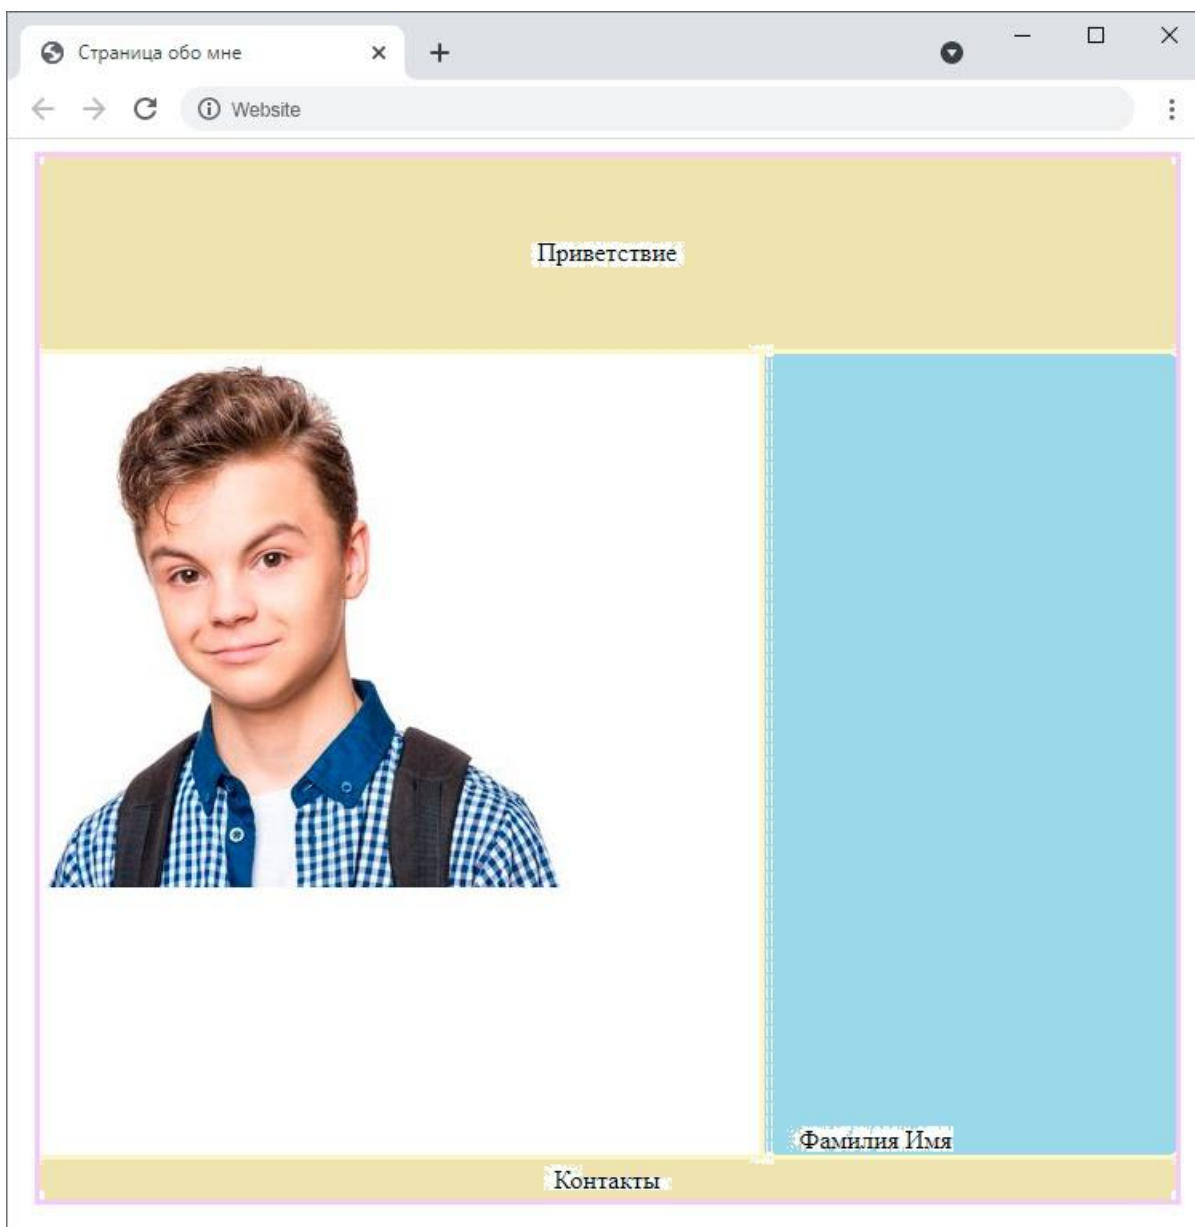 Страница обо мне
Website
Приветствие
Фамилия Имя
Контакты